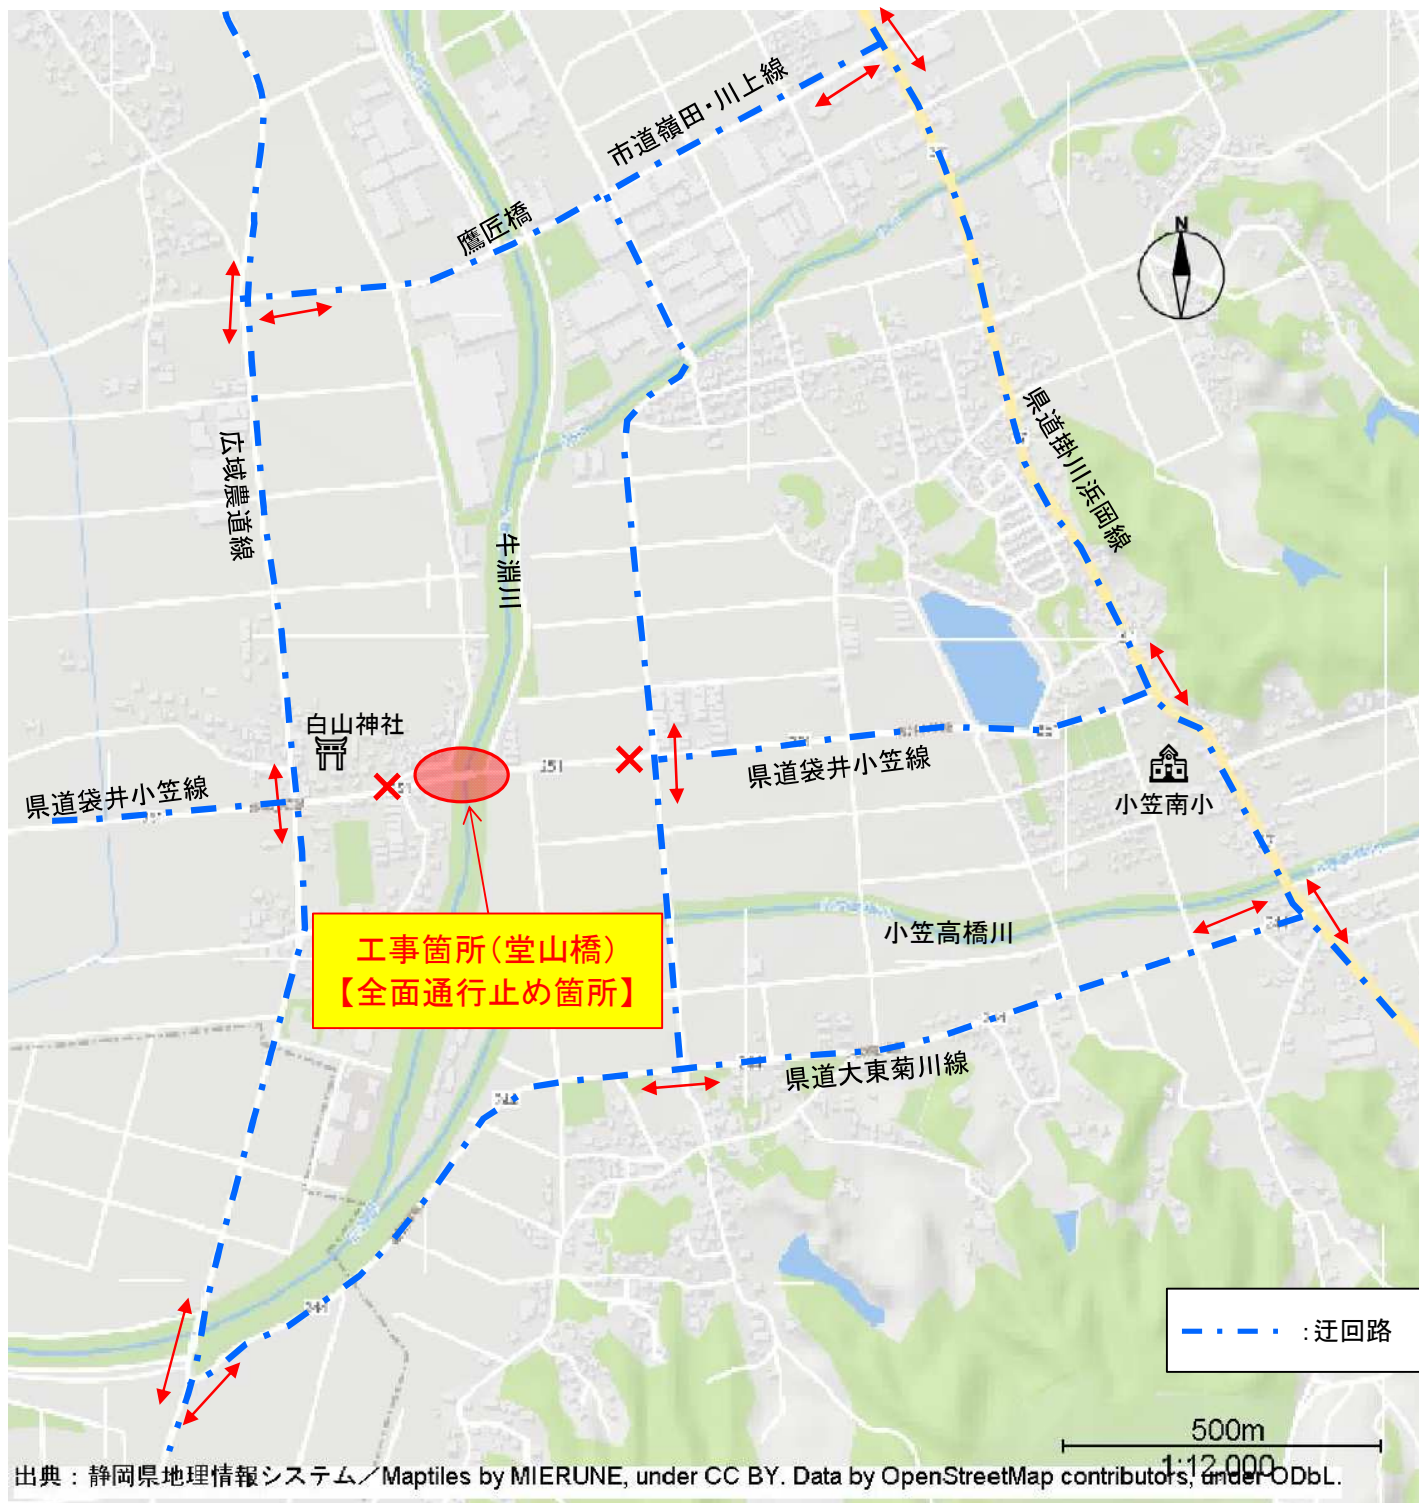 市道嶺田・川上線
鷹匠橋
N
県道掛川浜岡線
広域農道線
牛淵川
白山神社
県道袋井小笠線
251
県道袋井小笠線
小笠南小
工事箇所(堂山橋)
【全面通行止め箇所】
小笠高橋川
244
県道大東菊川線
244
244
:迂回路
500m
1:12,000
出典:静岡県地理情報システム/Maptiles by MIERUNE, under CC BY. Data by OpenStreetMap contributors, under ODbL.